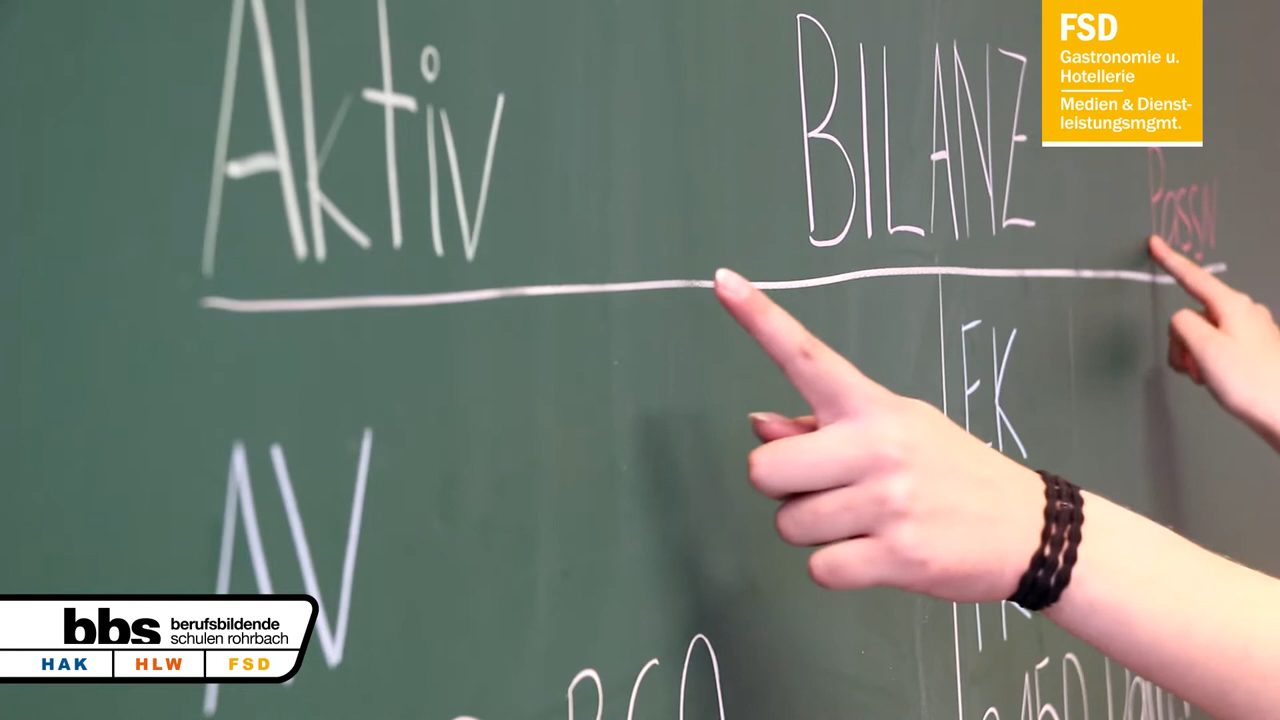 Aktiv
BILANZ
Passiv
EK
AV
FSD
Gastronomie u.
Hotellerie
Medien & Dienst-
leistungsmgmt.
bbs berufsbildende
schulen rohrbach
HAK HLW FSD